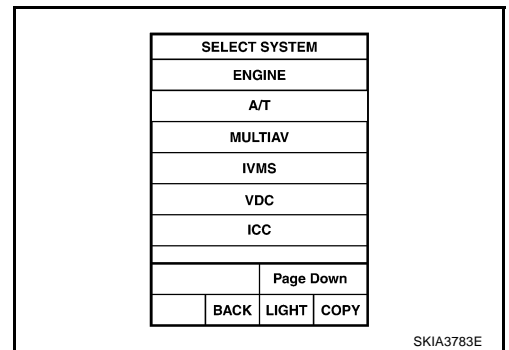 SELECT SYSTEM
ENGINE
A/T
MULTIAV
IVMS
VDC
ICC
Page Down
BACK LIGHT COPY
SKIA3783E